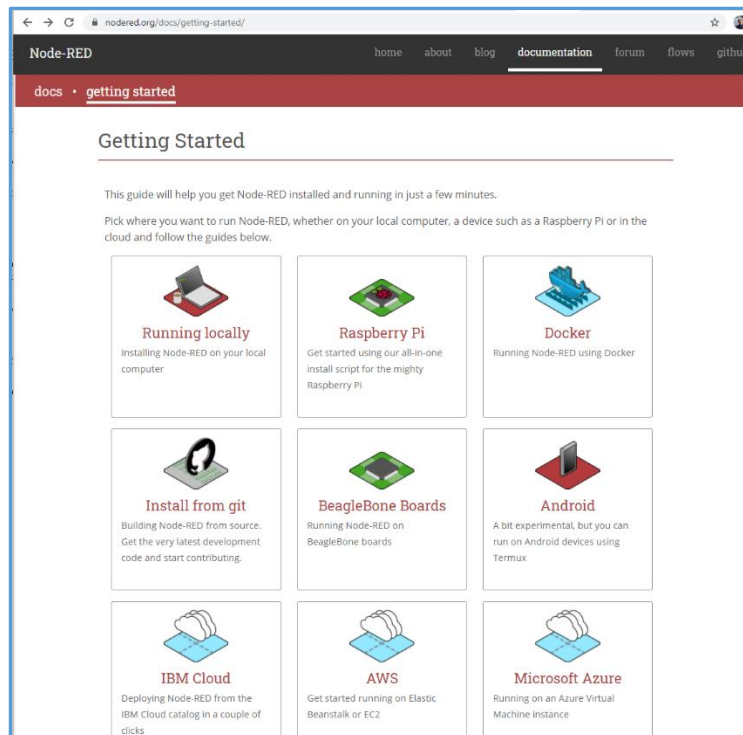 nodered.org/docs/getting-started/
Node-RED home about blog documentation forum flows githu
docs • getting started
Getting Started
This guide will help you get Node-RED installed and running in just a few minutes.
Pick where you want to run Node-RED, whether on your local computer, a device such as a Raspberry Pi or in the
cloud and follow the guides below.
Running locally
Installing Node-RED on your local
computer
Raspberry Pi
Get started using our all-in-one
install script for the mighty
Raspberry Pi
Docker
Running Node-RED using Docker
Install from git
Building Node-RED from source.
Get the very latest development
code and start contributing.
BeagleBone Boards
Running Node-RED on
BeagleBone boards
Android
A bit experimental, but you can
run on Android devices using
Termux
IBM Cloud
Deploying Node-RED from the
IBM Cloud catalog in a couple of
clicks
AWS
Get started running on Elastic
Beanstalk or EC2
Microsoft Azure
Running on an Azure Virtual
Machine instance